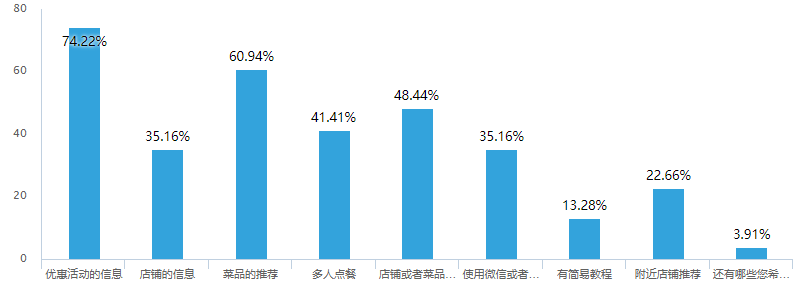 80
60
40
20
0
74.22%
35.16%
60.94%
41.41%
48.44%
35.16%
13.28%
22.66%
3.91%
优惠活动的信息
店铺的信息
菜品的推荐
多人点餐
店铺或者菜品...
使用微信或者...
有简易教程
附近店铺推荐
还有哪些您希...